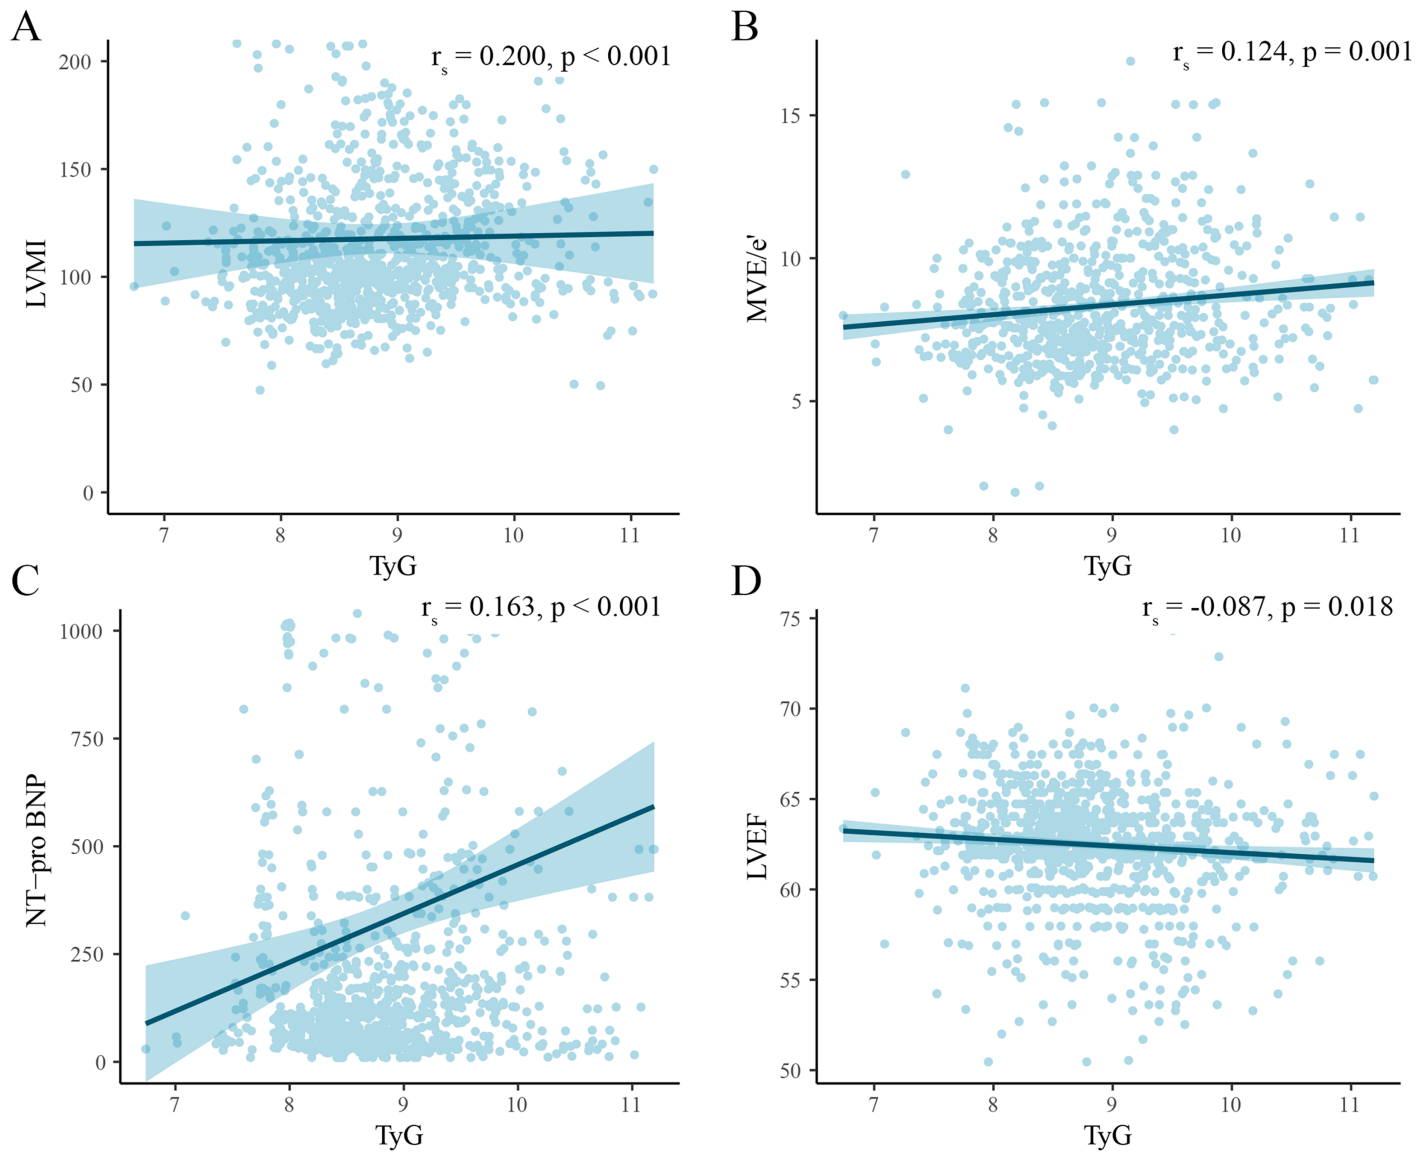 A
r_s = 0.200, p < 0.001
200
150
100
50
0
LVMI
7 8 9 10 11
TyG
B
r_s = 0.124, p = 0.001
15
10
5
MVE/e'
7 8 9 10 11
TyG
C
r_s = 0.163, p < 0.001
1000
750
500
250
0
NT−pro BNP
7 8 9 10 11
TyG
D
r_s = -0.087, p = 0.018
75
70
65
60
55
50
LVEF
7 8 9 10 11
TyG